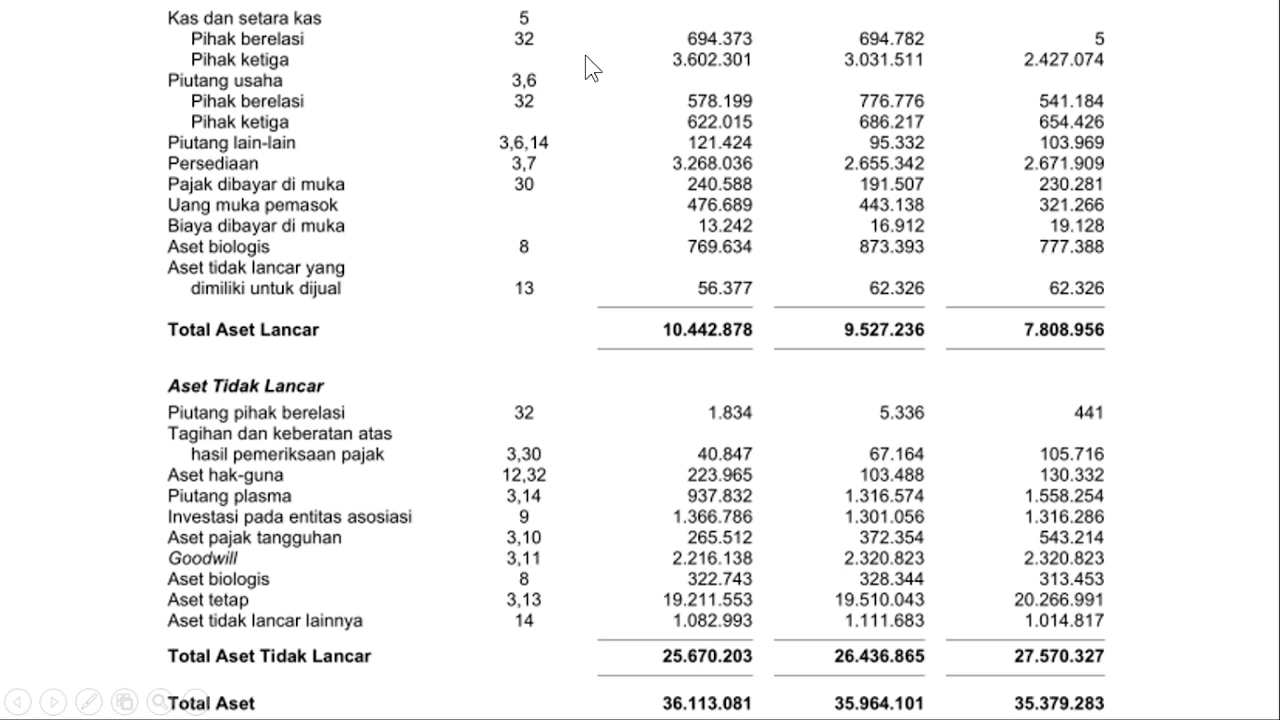 Kas dan setara kas 5
Pihak berelasi 32 694.373 694.782 5
Pihak ketiga 3.602.301 3.031.511 2.427.074
Piutang usaha 3,6
Pihak berelasi 32 578.199 776.776 541.184
Pihak ketiga 622.015 686.217 654.426
Piutang lain-lain 3,6,14 121.424 95.332 103.969
Persediaan 3,7 3.268.036 2.655.342 2.671.909
Pajak dibayar di muka 30 240.588 191.507 230.281
Uang muka pemasok 476.689 443.138 321.266
Biaya dibayar di muka 13.242 16.912 19.128
Aset biologis 8 769.634 873.393 777.388
Aset tidak lancar yang
dimiliki untuk dijual 13 56.377 62.326 62.326
Total Aset Lancar 10.442.878 9.527.236 7.808.956
Aset Tidak Lancar
Piutang pihak berelasi 32 1.834 5.336 441
Tagihan dan keberatan atas
hasil pemeriksaan pajak 3,30 40.847 67.164 105.716
Aset hak-guna 12,32 223.965 103.488 130.332
Piutang plasma 3,14 937.832 1.316.574 1.558.254
Investasi pada entitas asosiasi 9 1.366.786 1.301.056 1.316.286
Aset pajak tangguhan 3,10 265.512 372.354 543.214
Goodwill 3,11 2.216.138 2.320.823 2.320.823
Aset biologis 8 322.743 328.344 313.453
Aset tetap 3,13 19.211.553 19.510.043 20.266.991
Aset tidak lancar lainnya 14 1.082.993 1.111.683 1.014.817
Total Aset Tidak Lancar 25.670.203 26.436.865 27.570.327
Total Aset 36.113.081 35.964.101 35.379.283